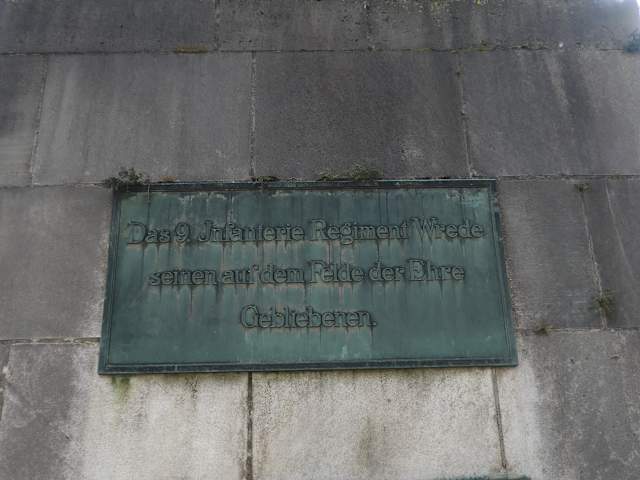 Das 9. Infanterie Regiment Wrede
seinen auf dem Felde der Ehre
Gebliebenen.